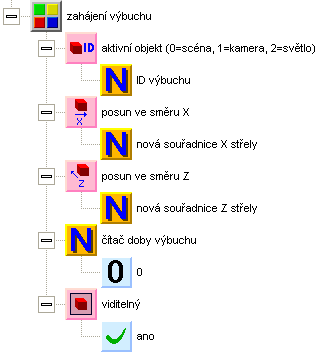 zahájení výbuchu
ID aktivní objekt (0=scéna, 1=kamera, 2=světlo)
N ID výbuchu
X posun ve směru X
N nová souřadnice X střely
Z posun ve směru Z
N nová souřadnice Z střely
N čítač doby výbuchu
0 0
viditelný
ano